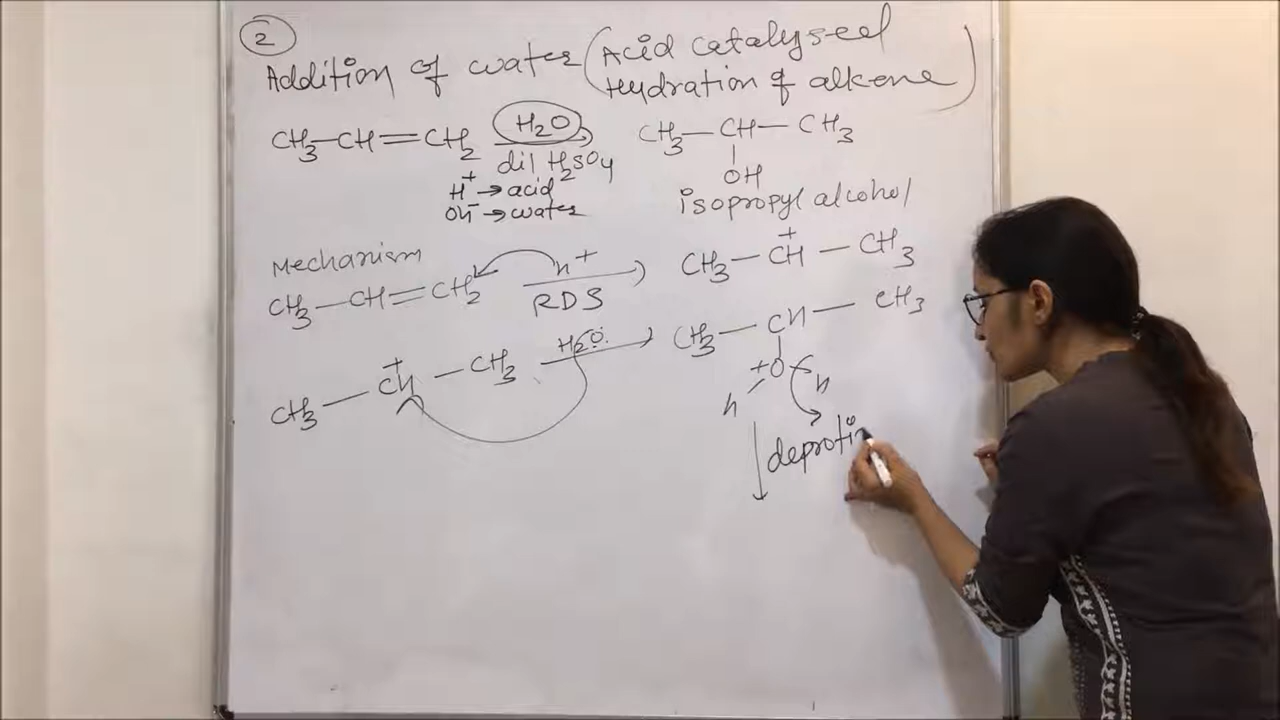 2
Addition of water (Acid catalysed
Hydration of alkene)
CH3—CH=CH2 H2O CH3—CH—CH3
dil H2SO4 OH
H+ → acid isopropyl alcohol
OH- → water
Mechanism
CH3—CH=CH2 H+ CH3—CH+—CH3
RDS
CH3—CH+—CH3 H2O: CH3—CH—CH3
+O—H
H
deproti